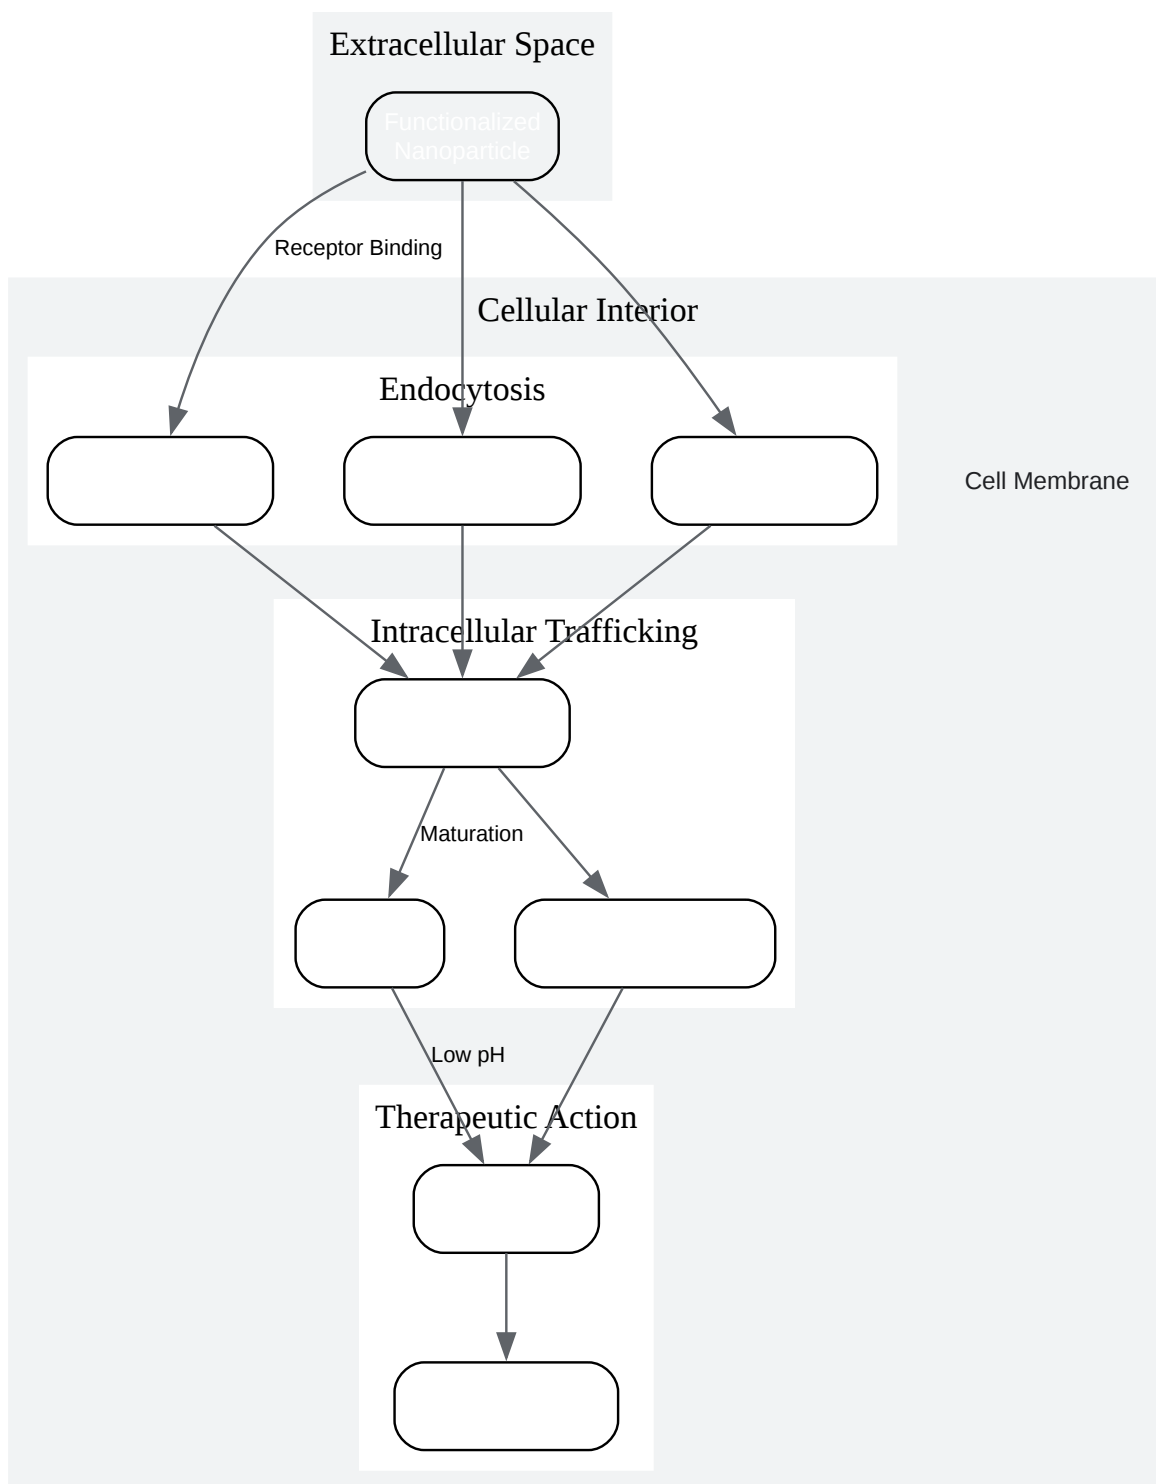 Extracellular Space
Functionalized
Nanoparticle
Receptor Binding
Cellular Interior
Endocytosis
Cell Membrane
Intracellular Trafficking
Maturation
Low pH
Therapeutic Action